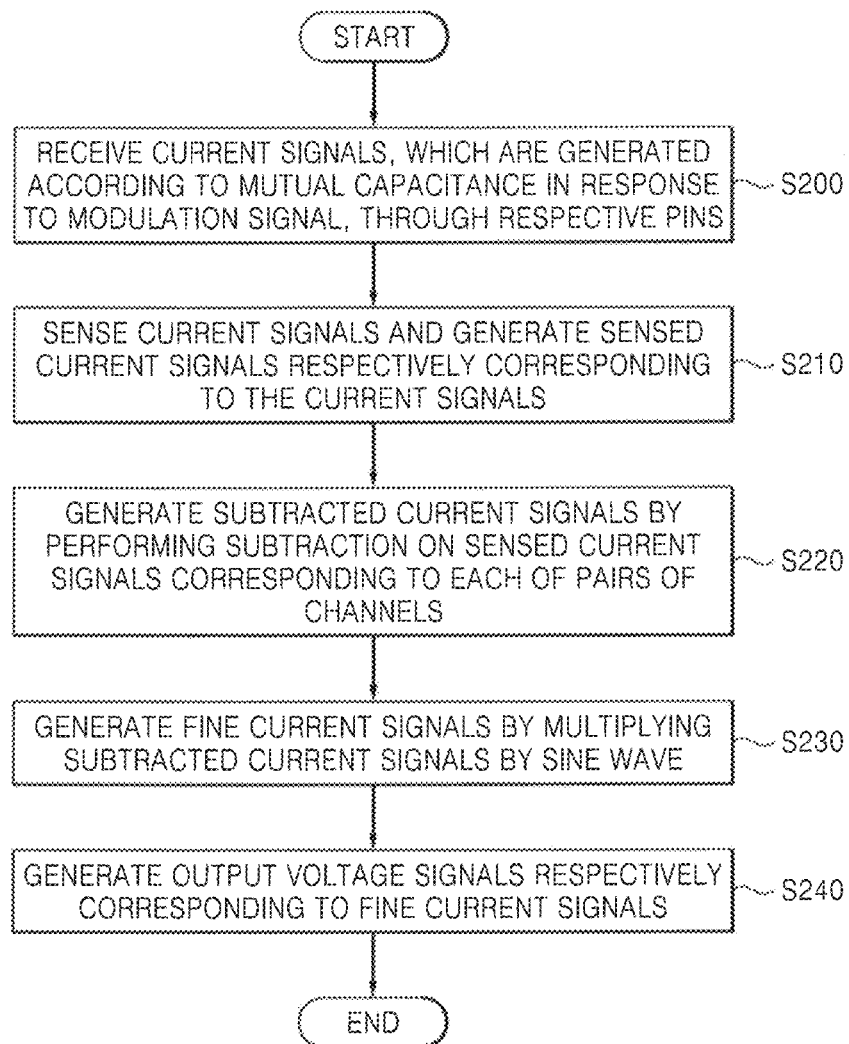 START
RECEIVE CURRENT SIGNALS, WHICH ARE GENERATED
ACCORDING TO MUTUAL CAPACITANCE IN RESPONSE
TO MODULATION SIGNAL, THROUGH RESPECTIVE PINS
S200
SENSE CURRENT SIGNALS AND GENERATE SENSED
CURRENT SIGNALS RESPECTIVELY CORRESPONDING
TO THE CURRENT SIGNALS
S210
GENERATE SUBTRACTED CURRENT SIGNALS BY
PERFORMING SUBTRACTION ON SENSED CURRENT
SIGNALS CORRESPONDING TO EACH OF PAIRS OF
CHANNELS
S220
GENERATE FINE CURRENT SIGNALS BY MULTIPLYING
SUBTRACTED CURRENT SIGNALS BY SINE WAVE
S230
GENERATE OUTPUT VOLTAGE SIGNALS RESPECTIVELY
CORRESPONDING TO FINE CURRENT SIGNALS
S240
END